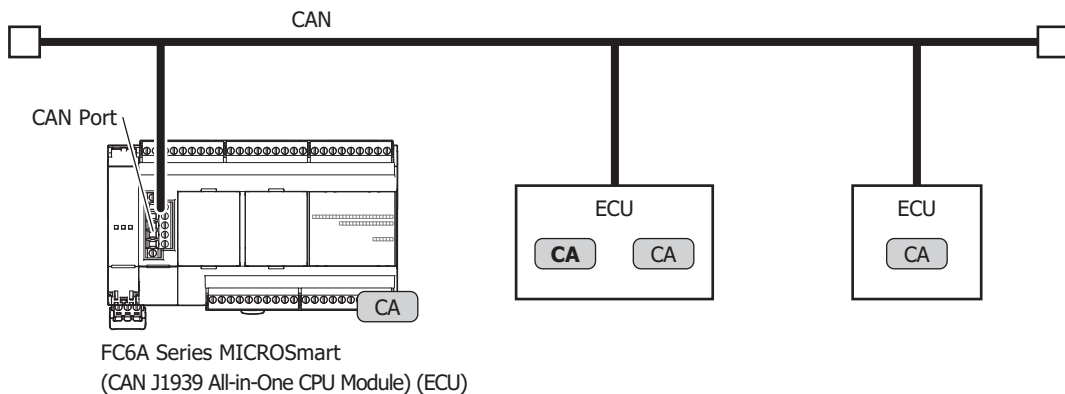 CAN
CAN Port
ECU
ECU
CA
CA
CA
CA
FC6A Series MICROSmart
(CAN J1939 All-in-One CPU Module) (ECU)